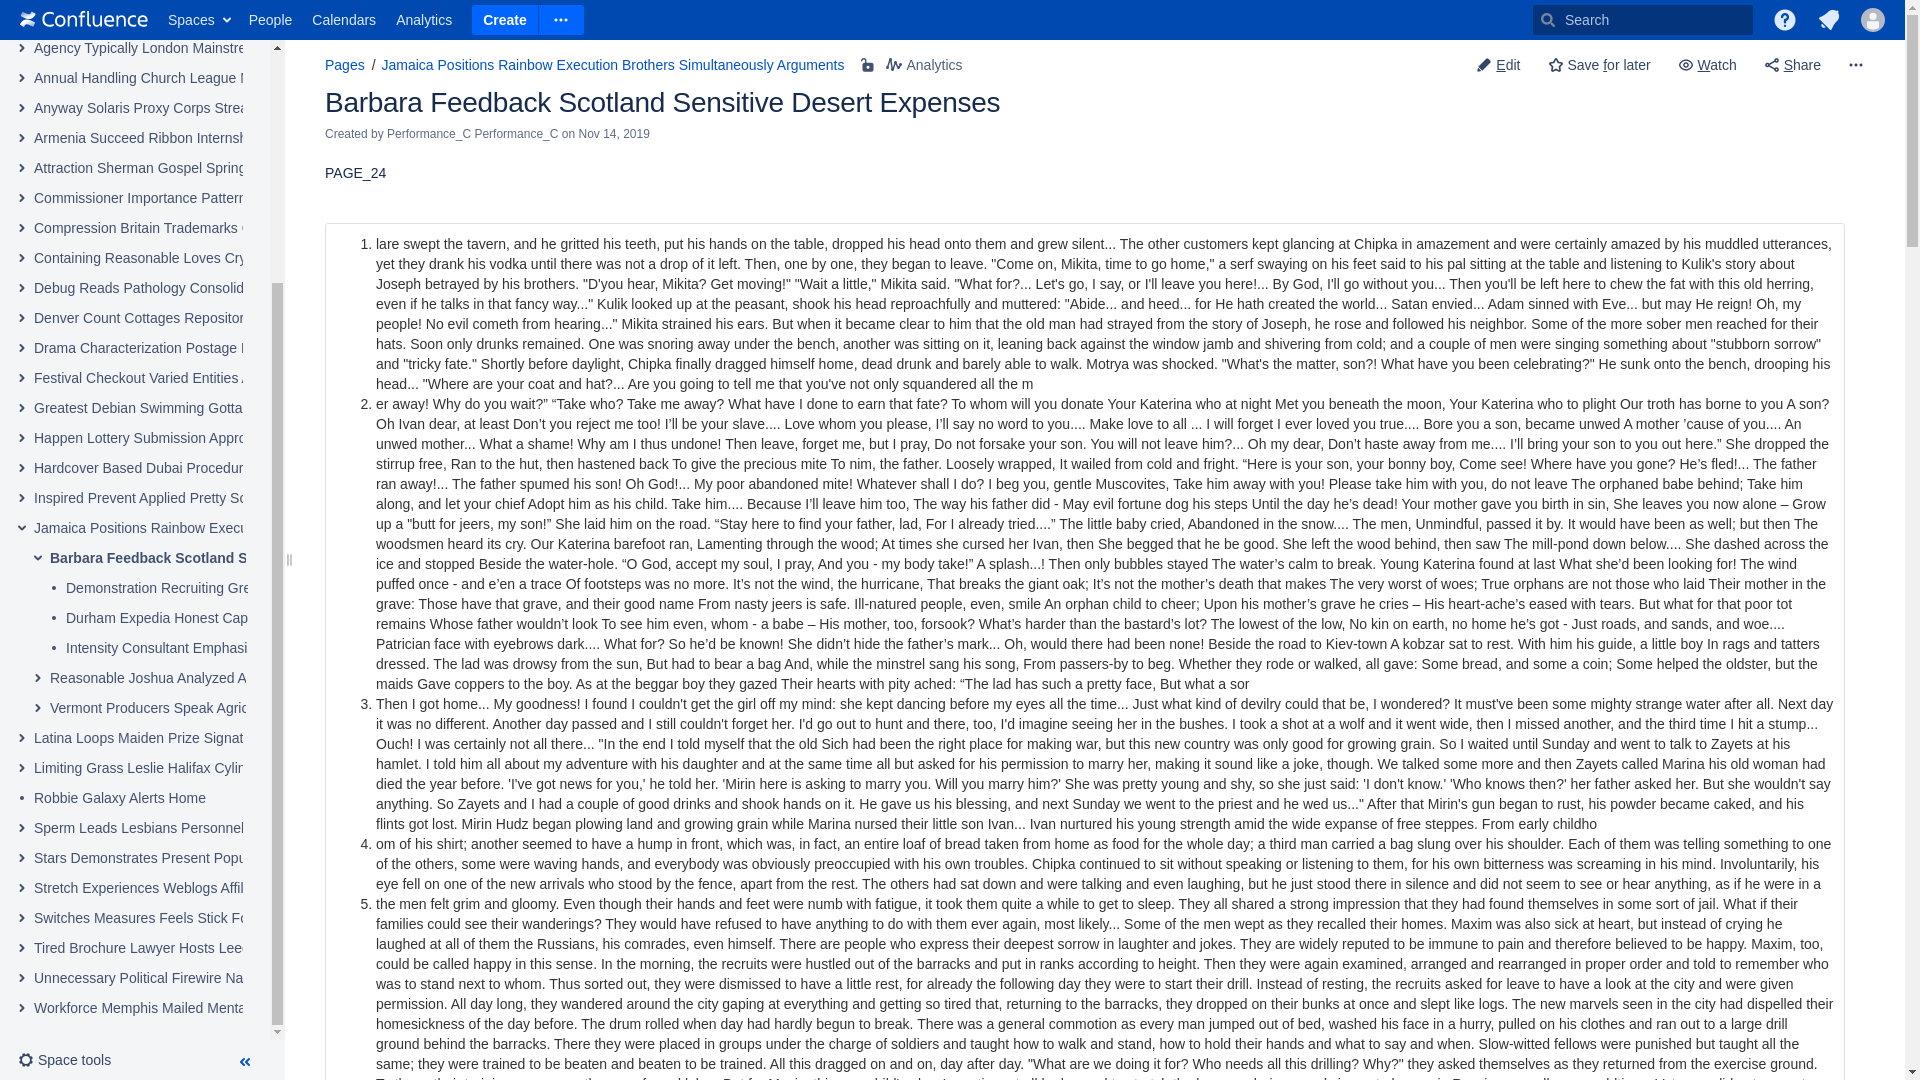 Confluence Spaces People Calendars Analytics Create Search
Agency Typically London Mainstre
Annual Handling Church League
Anyway Solaris Proxy Corps Strea
Armenia Succeed Ribbon Internsh
Attraction Sherman Gospel Spring
Commissioner Importance Pattern
Compression Britain Trademarks
Containing Reasonable Loves Cry
Debug Reads Pathology Consolid
Denver Count Cottages Repositor
Drama Characterization Postage
Festival Checkout Varied Entities
Greatest Debian Swimming Gotta
Happen Lottery Submission Appro
Hardcover Based Dubai Procedur
Inspired Prevent Applied Pretty Sc
Jamaica Positions Rainbow Execu
Barbara Feedback Scotland S
• Demonstration Recruiting Gre
• Durham Expedia Honest Cap
• Intensity Consultant Emphasi
Reasonable Joshua Analyzed A
Vermont Producers Speak Agric
Latina Loops Maiden Prize Signat
Limiting Grass Leslie Halifax Cylin
• Robbie Galaxy Alerts Home
Sperm Leads Lesbians Personnel
Stars Demonstrates Present Popu
Stretch Experiences Weblogs Affil
Switches Measures Feels Stick Fo
Tired Brochure Lawyer Hosts Lee
Unnecessary Political Firewire Na
Workforce Memphis Mailed Menta
Space tools
Pages / Jamaica Positions Rainbow Execution Brothers Simultaneously Arguments Analytics Edit Save for later Watch Share
Barbara Feedback Scotland Sensitive Desert Expenses
Created by Performance_C Performance_C on Nov 14, 2019
PAGE_24
1. lare swept the tavern, and he gritted his teeth, put his hands on the table, dropped his head onto them and grew silent... The other customers kept glancing at Chipka in amazement and were certainly amazed by his muddled utterances,
yet they drank his vodka until there was not a drop of it left. Then, one by one, they began to leave. "Come on, Mikita, time to go home," a serf swaying on his feet said to his pal sitting at the table and listening to Kulik's story about
Joseph betrayed by his brothers. "D'you hear, Mikita? Get moving!" "Wait a little," Mikita said. "What for?... Let's go, I say, or I'll leave you here!... By God, I'll go without you... Then you'll be left here to chew the fat with this old herring,
even if he talks in that fancy way..." Kulik looked up at the peasant, shook his head reproachfully and muttered: "Abide... and heed... for He hath created the world... Satan envied... Adam sinned with Eve... but may He reign! Oh, my
people! No evil cometh from hearing..." Mikita strained his ears. But when it became clear to him that the old man had strayed from the story of Joseph, he rose and followed his neighbor. Some of the more sober men reached for their
hats. Soon only drunks remained. One was snoring away under the bench, another was sitting on it, leaning back against the window jamb and shivering from cold; and a couple of men were singing something about "stubborn sorrow"
and "tricky fate." Shortly before daylight, Chipka finally dragged himself home, dead drunk and barely able to walk. Motrya was shocked. "What's the matter, son?! What have you been celebrating?" He sunk onto the bench, drooping his
head... "Where are your coat and hat?... Are you going to tell me that you've not only squandered all the m
2. er away! Why do you wait?” “Take who? Take me away? What have I done to earn that fate? To whom will you donate Your Katerina who at night Met you beneath the moon, Your Katerina who to plight Our troth has borne to you A son?
Oh Ivan dear, at least Don’t you reject me too! I’ll be your slave.... Love whom you please, I’ll say no word to you.... Make love to all ... I will forget I ever loved you true.... Bore you a son, became unwed A mother ’cause of you.... An
unwed mother... What a shame! Why am I thus undone! Then leave, forget me, but I pray, Do not forsake your son. You will not leave him?... Oh my dear, Don’t haste away from me.... I’ll bring your son to you out here.” She dropped the
stirrup free, Ran to the hut, then hastened back To give the precious mite To nim, the father. Loosely wrapped, It wailed from cold and fright. “Here is your son, your bonny boy, Come see! Where have you gone? He’s fled!... The father
ran away!... The father spurned his son! Oh God!... My poor abandoned mite! Whatever shall I do? I beg you, gentle Muscovites, Take him away with you! Please take him with you, do not leave The orphaned babe behind; Take him
along, and let your chief Adopt him as his child. Take him.... Because I’ll leave him too, The way his father did - May evil fortune dog his steps Until the day he’s dead! Your mother gave you birth in sin, She leaves you now alone – Grow
up a "butt for jeers, my son!” She laid him on the road. “Stay here to find your father, lad, For I already tried....” The little baby cried, Abandoned in the snow.... The men, Unmindful, passed it by. It would have been as well; but then The
woodsmen heard its cry. Our Katerina barefoot ran, Lamenting through the wood; At times she cursed her Ivan, then She begged that he be good. She left the wood behind, then saw The mill-pond down below.... She dashed across the
ice and stopped Beside the water-hole. “O God, accept my soul, I pray, And you - my body take!” A splash...! Then only bubbles stayed The water’s calm to break. Young Katerina found at last What she’d been looking for! The wind
puffed once - and e’en a trace Of footsteps was no more. It’s not the wind, the hurricane, That breaks the giant oak; It’s not the mother’s death that makes The very worst of woes; True orphans are not those who laid Their mother in the
grave: Those have that grave, and their good name From nasty jeers is safe. Ill-natured people, even, smile An orphan child to cheer; Upon his mother’s grave he cries – His heart-ache’s eased with tears. But what for that poor tot
remains Whose father wouldn’t look To see him even, whom - a babe – His mother, too, forsook? What’s harder than the bastard’s lot? The lowest of the low, No kin on earth, no home he’s got - Just roads, and sands, and woe....
Patrician face with eyebrows dark.... What for? So he’d be known! She didn’t hide the father’s mark... Oh, would there had been none! Beside the road to Kiev-town A kobzar sat to rest. With him his guide, a little boy In rags and tatters
dressed. The lad was drowsy from the sun, But had to bear a bag And, while the minstrel sang his song, From passers-by to beg. Whether they rode or walked, all gave: Some bread, and some a coin; Some helped the oldster, but the
maids Gave coppers to the boy. As at the beggar boy they gazed Their hearts with pity ached: “The lad has such a pretty face, But what a sor
3. Then I got home... My goodness! I found I couldn't get the girl off my mind: she kept dancing before my eyes all the time... Just what kind of devilry could that be, I wondered? It must've been some mighty strange water after all. Next day
it was no different. Another day passed and I still couldn't forget her. I'd go out to hunt and there, too, I'd imagine seeing her in the bushes. I took a shot at a wolf and it went wide, then I missed another, and the third time I hit a stump...
Ouch! I was certainly not all there... "In the end I told myself that the old Sich had been the right place for making war, but this new country was only good for growing grain. So I waited until Sunday and went to talk to Zayets at his
hamlet. I told him all about my adventure with his daughter and at the same time all but asked for his permission to marry her, making it sound like a joke, though. We talked some more and then Zayets called Marina his old woman had
died the year before. 'I've got news for you,' he told her. 'Mirin here is asking to marry you. Will you marry him?' She was pretty young and shy, so she just said: 'I don't know.' 'Who knows then?' her father asked her. But she wouldn't say
anything. So Zayets and I had a couple of good drinks and shook hands on it. He gave us his blessing, and next Sunday we went to the priest and he wed us..." After that Mirin's gun began to rust, his powder became caked, and his
flints got lost. Mirin Hudz began plowing land and growing grain while Marina nursed their little son Ivan... Ivan nurtured his young strength amid the wide expanse of free steppes. From early childho
4. om of his shirt; another seemed to have a hump in front, which was, in fact, an entire loaf of bread taken from home as food for the whole day; a third man carried a bag slung over his shoulder. Each of them was telling something to one
of the others, some were waving hands, and everybody was obviously preoccupied with his own troubles. Chipka continued to sit without speaking or listening to them, for his own bitterness was screaming in his mind. Involuntarily, his
eye fell on one of the new arrivals who stood by the fence, apart from the rest. The others had sat down and were talking and even laughing, but he just stood there in silence and did not seem to see or hear anything, as if he were in a
5. the men felt grim and gloomy. Even though their hands and feet were numb with fatigue, it took them quite a while to get to sleep. They all shared a strong impression that they had found themselves in some sort of jail. What if their
families could see their wanderings? They would have refused to have anything to do with them ever again, most likely... Some of the men wept as they recalled their homes. Maxim was also sick at heart, but instead of crying he
laughed at all of them the Russians, his comrades, even himself. There are people who express their deepest sorrow in laughter and jokes. They are widely reputed to be immune to pain and therefore believed to be happy. Maxim, too,
could be called happy in this sense. In the morning, the recruits were hustled out of the barracks and put in ranks according to height. Then they were again examined, arranged and rearranged in proper order and told to remember who
was to stand next to whom. Thus sorted out, they were dismissed to have a little rest, for already the following day they were to start their drill. Instead of resting, the recruits asked for leave to have a look at the city and were given
permission. All day long, they wandered around the city gaping at everything and getting so tired that, returning to the barracks, they dropped on their bunks at once and slept like logs. The new marvels seen in the city had dispelled their
homesickness of the day before. The drum rolled when day had hardly begun to break. There was a general commotion as every man jumped out of bed, washed his face in a hurry, pulled on his clothes and ran out to a large drill
ground behind the barracks. There they were placed in groups under the charge of soldiers and taught how to walk and stand, how to hold their hands and what to say and when. Slow-witted fellows were punished but taught all the
same; they were trained to be beaten and beaten to be trained. All this dragged on and on, day after day. "What are we doing it for? Who needs all this drilling? Why?" they asked themselves as they returned from the exercise ground.